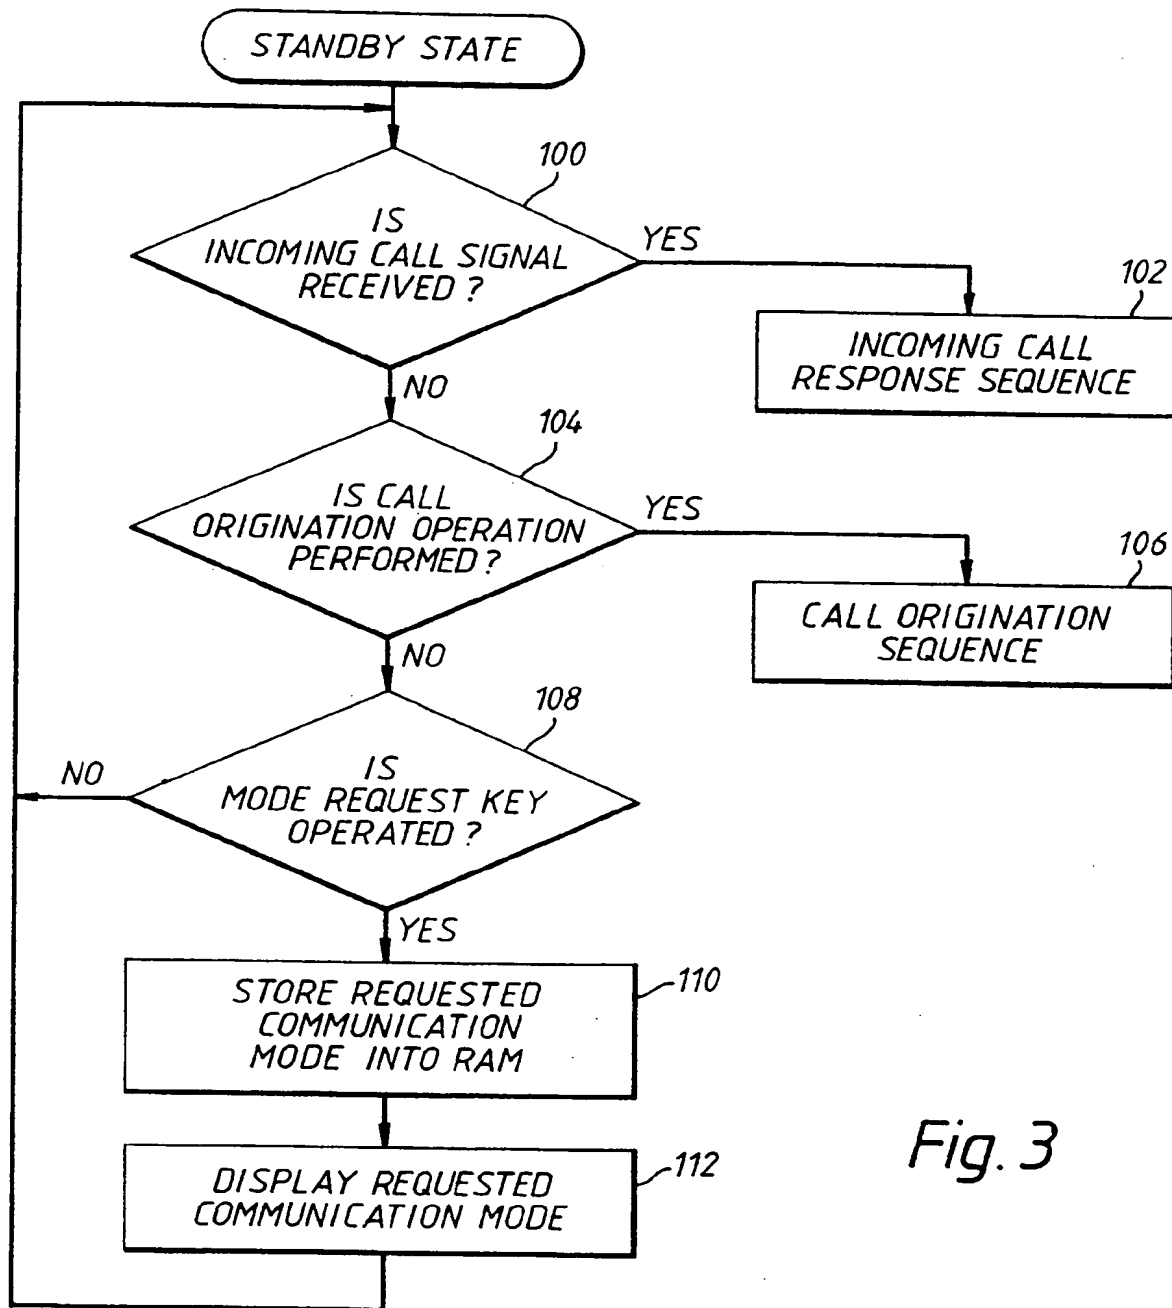 STANDBY STATE
100
IS
INCOMING CALL SIGNAL
RECEIVED ?
YES
102
INCOMING CALL
RESPONSE SEQUENCE
NO
104
IS CALL
ORIGINATION OPERATION
PERFORMED ?
YES
106
CALL ORIGINATION
SEQUENCE
NO
108
IS
MODE REQUEST KEY
OPERATED ?
NO
YES
110
STORE REQUESTED
COMMUNICATION
MODE INTO RAM
112
DISPLAY REQUESTED
COMMUNICATION MODE
Fig. 3